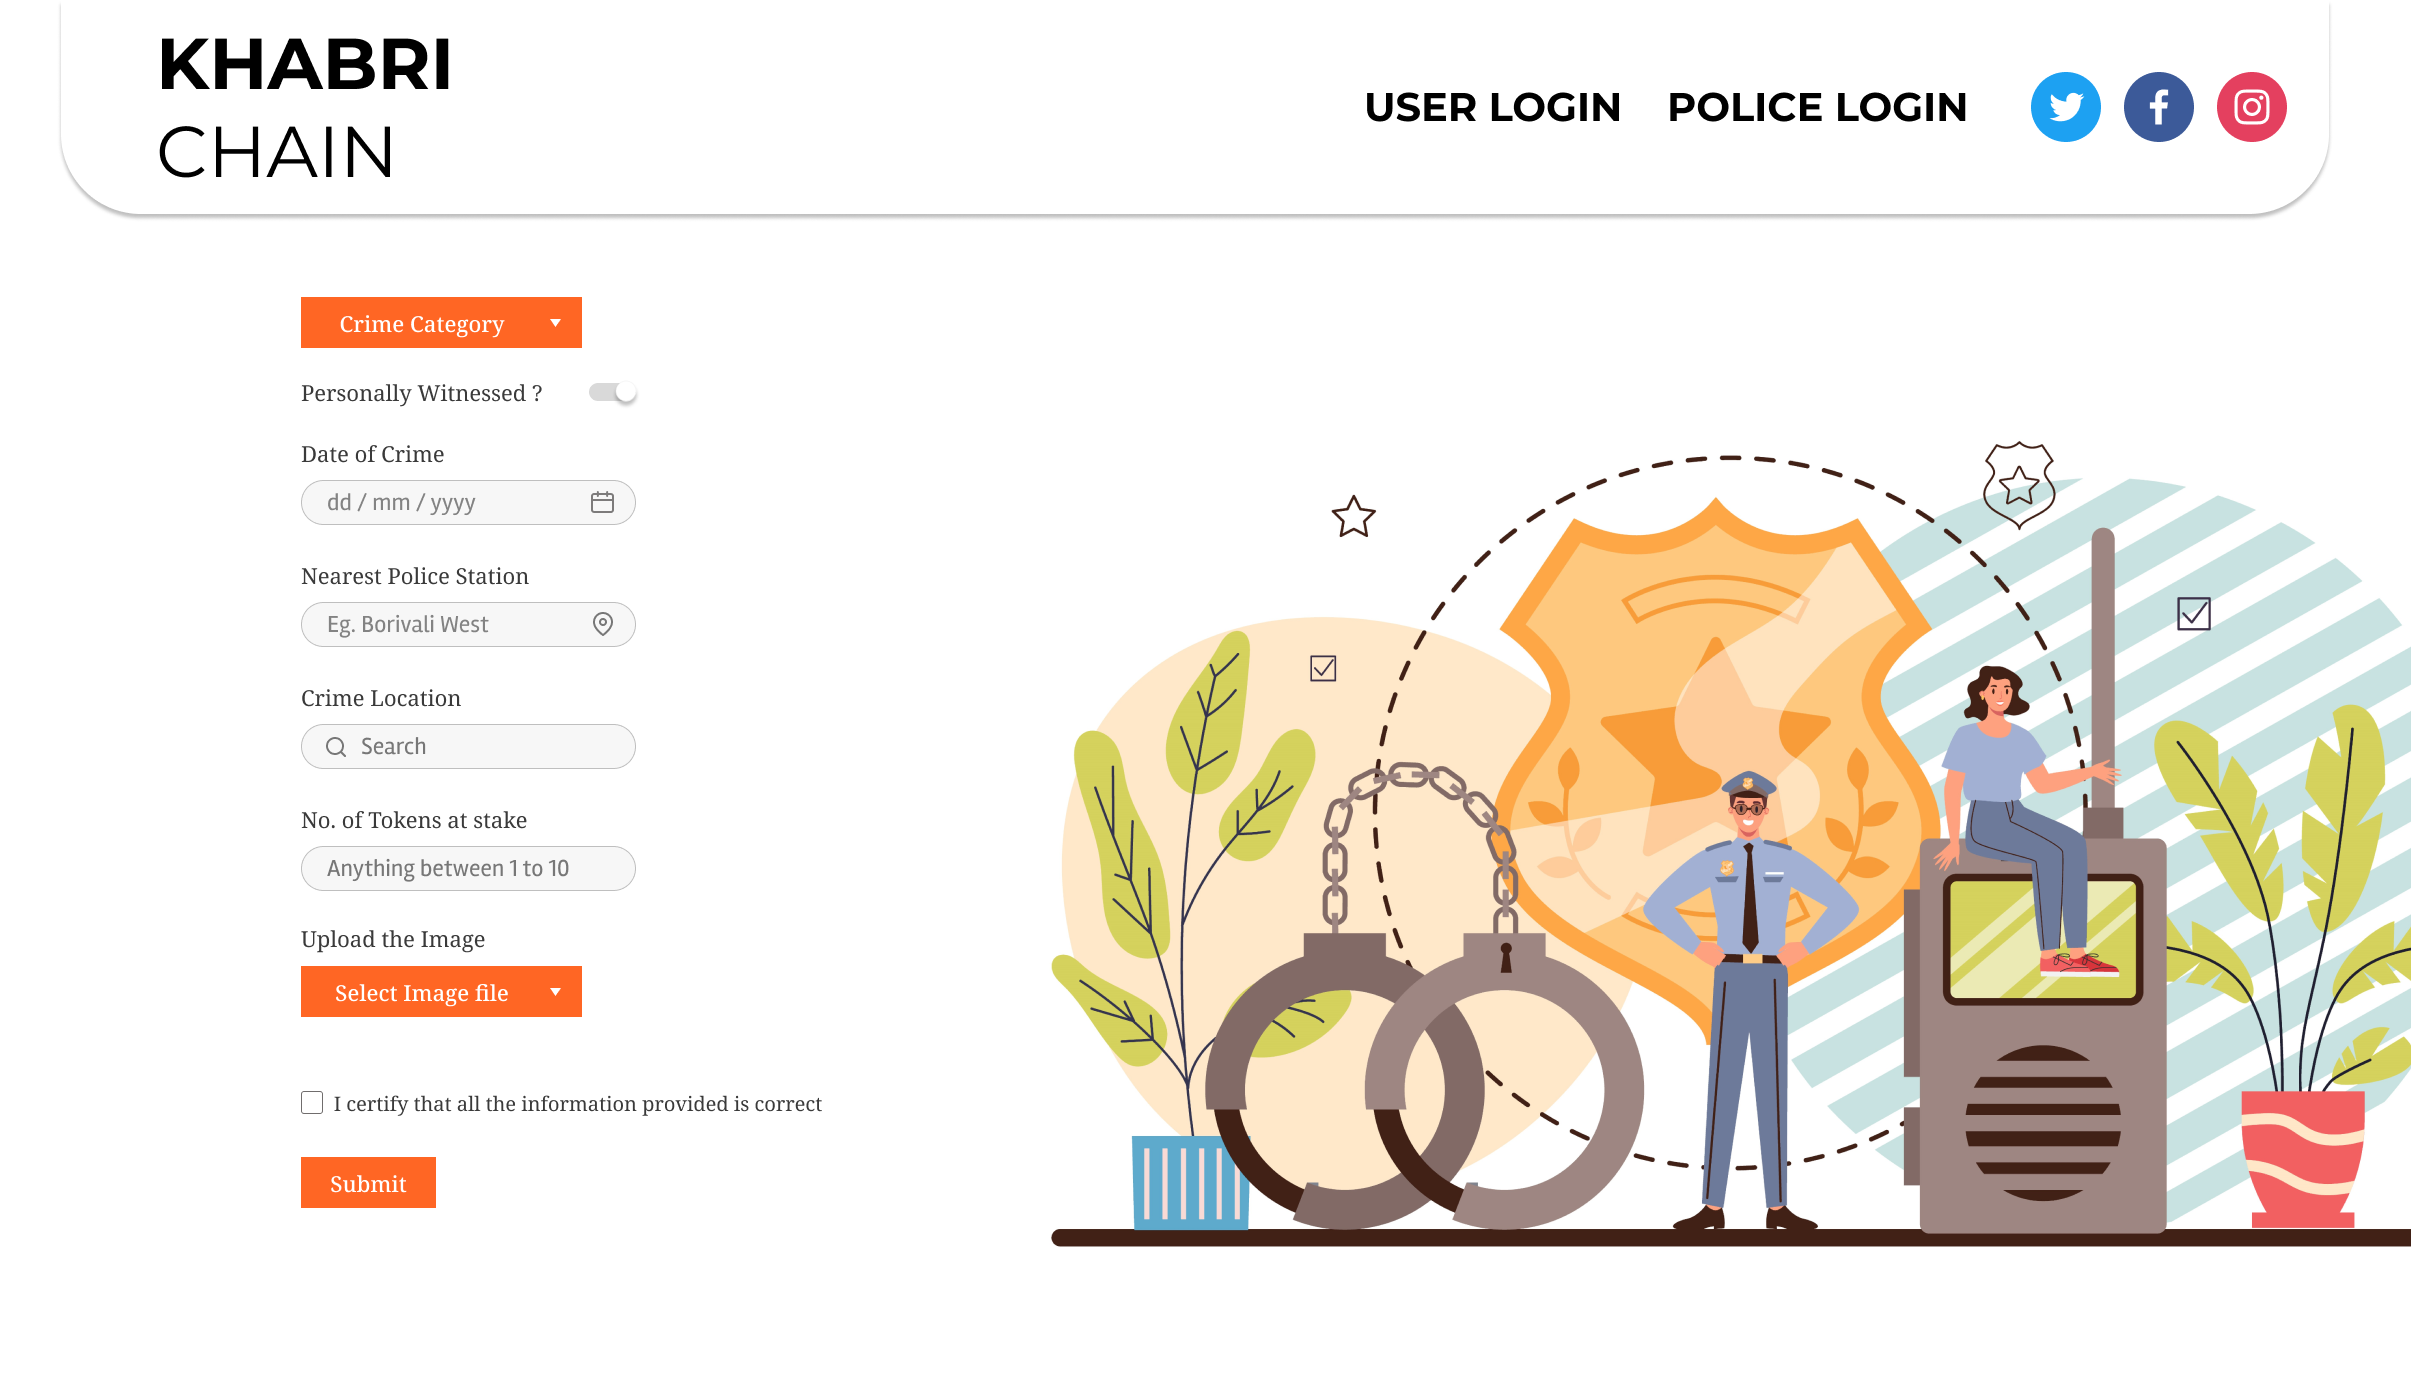 KHABRI
CHAIN
USER LOGIN
POLICE LOGIN
Crime Category
Personally Witnessed ?
Date of Crime
dd / mm / yyyy
Nearest Police Station
Eg. Borivali West
Crime Location
Search
No. of Tokens at stake
Anything between 1 to 10
Upload the Image
Select Image file
I certify that all the information provided is correct
Submit